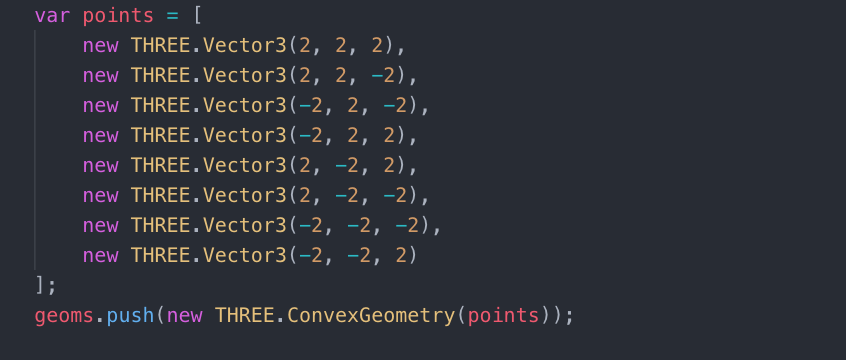 var points = [
    new THREE.Vector3(2, 2, 2),
    new THREE.Vector3(2, 2, -2),
    new THREE.Vector3(-2, 2, -2),
    new THREE.Vector3(-2, 2, 2),
    new THREE.Vector3(2, -2, 2),
    new THREE.Vector3(2, -2, -2),
    new THREE.Vector3(-2, -2, -2),
    new THREE.Vector3(-2, -2, 2)
];
geoms.push(new THREE.ConvexGeometry(points));